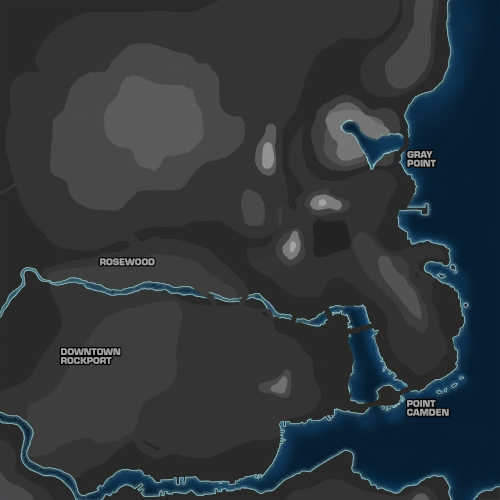 GRAY
POINT
ROSEWOOD
DOWNTOWN
ROCKPORT
POINT
CAMDEN